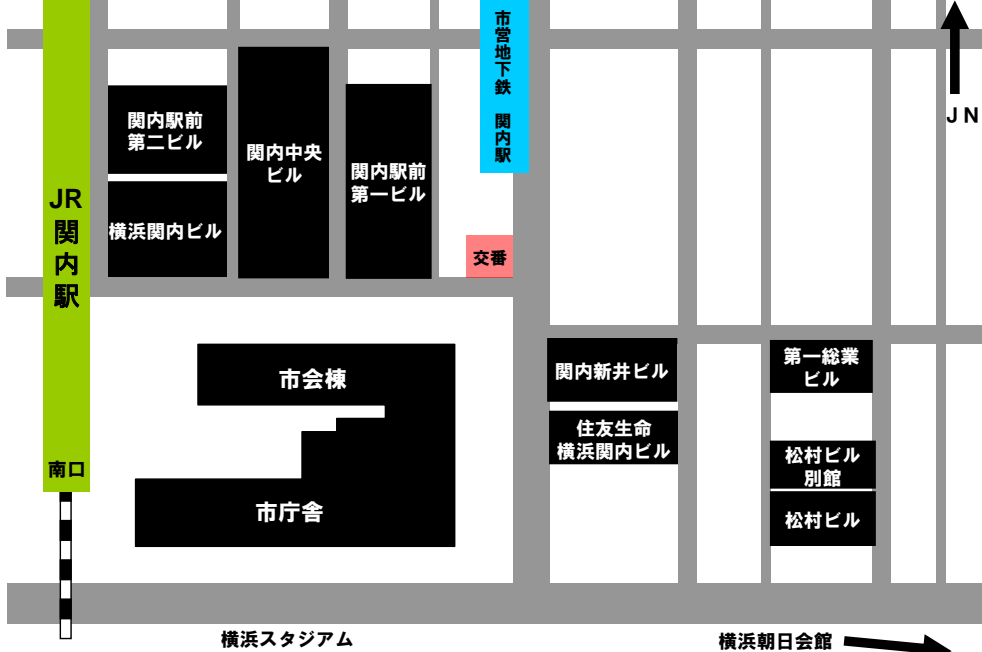 市営地下鉄 関内駅
J N
関内駅前
第二ビル
関内中央
ビル
関内駅前
第一ビル
JR
関内駅
横浜関内ビル
交番
市会棟
関内新井ビル
第一総業
ビル
住友生命
横浜関内ビル
松村ビル
別館
南口
市庁舎
松村ビル
横浜スタジアム
横浜朝日会館